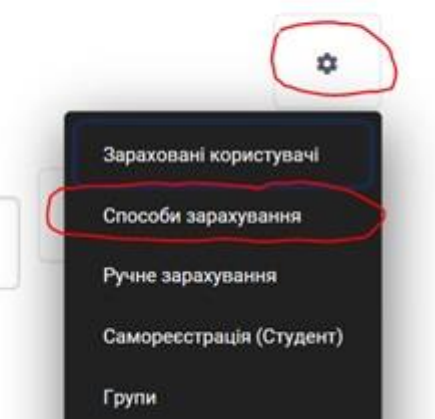 Зараховані користувачі
Способи зарахування
Ручне зарахування
Самореєстрація (Студент)
Групи